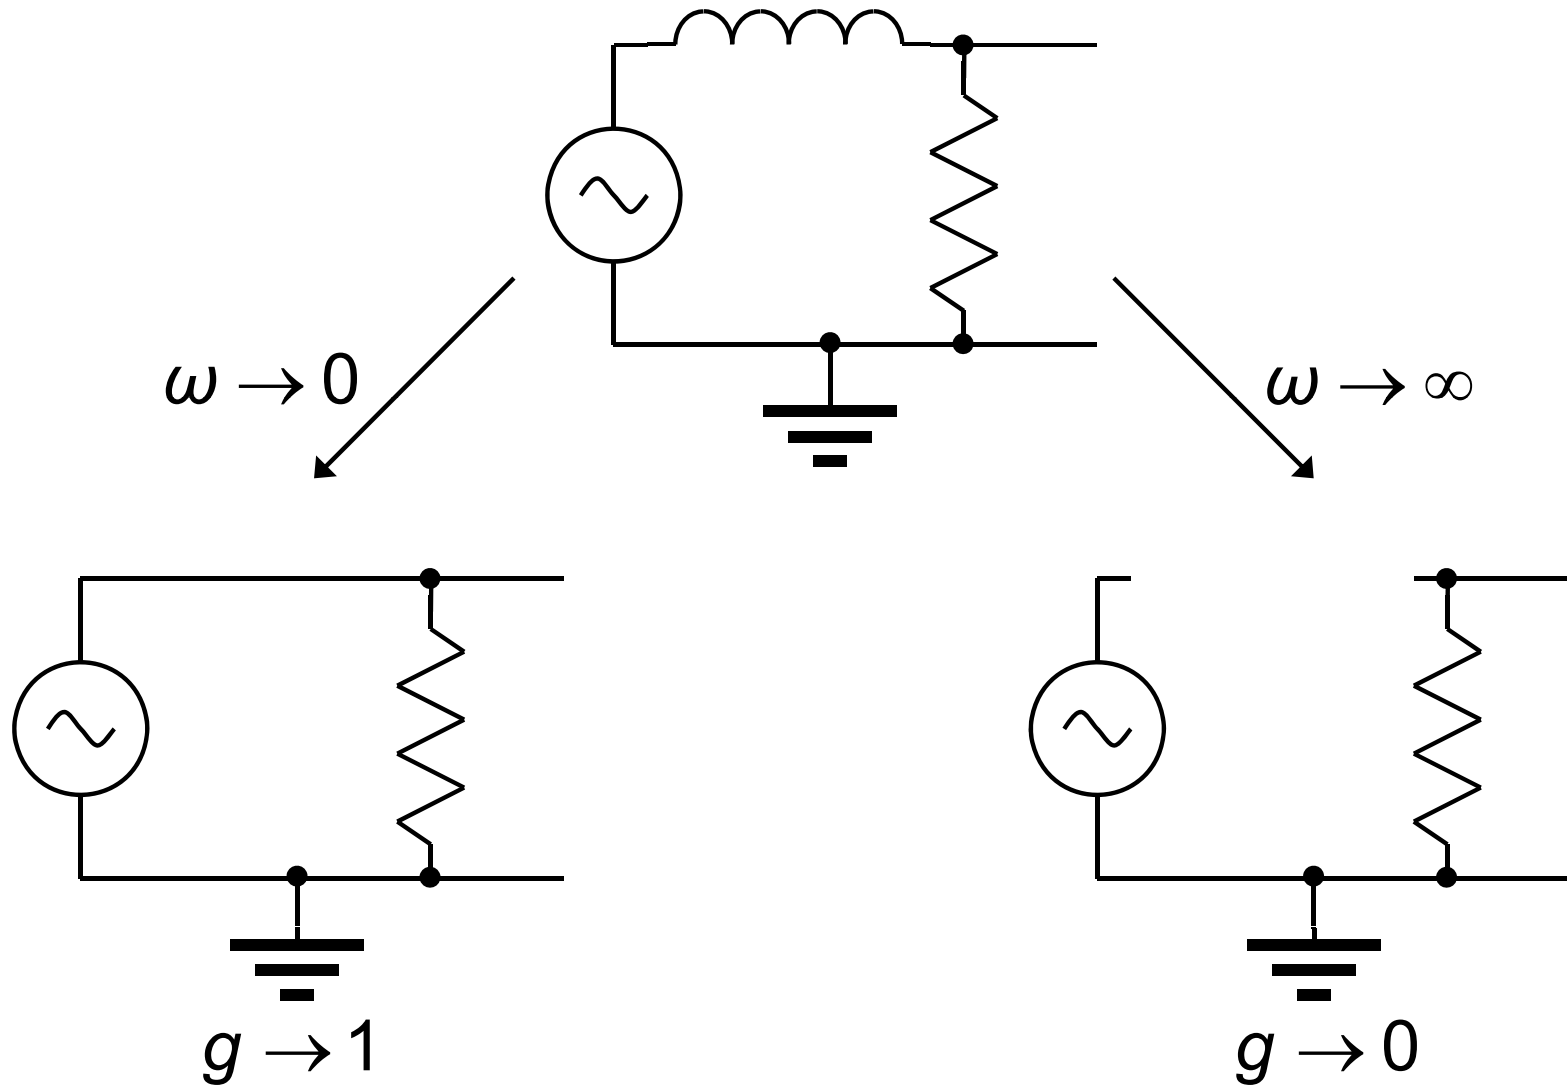 ω → 0
ω → ∞
g → 1
g → 0